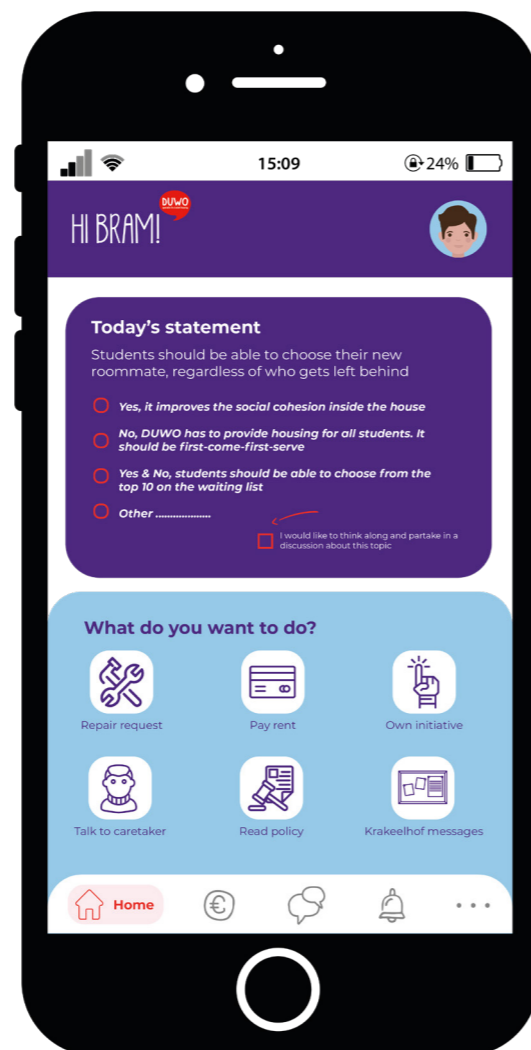 15:09
24%
HI BRAM!
DUWO
Today's statement
Students should be able to choose their new
roommate, regardless of who gets left behind
Yes, it improves the social cohesion inside the house
No, DUWO has to provide housing for all students. It
should be first-come-first-serve
Yes & No, students should be able to choose from the
top 10 on the waiting list
Other ...................
I would like to think along and partake in a
discussion about this topic
What do you want to do?
Repair request
Pay rent
Own initiative
Talk to caretaker
Read policy
Krakeelhof messages
Home